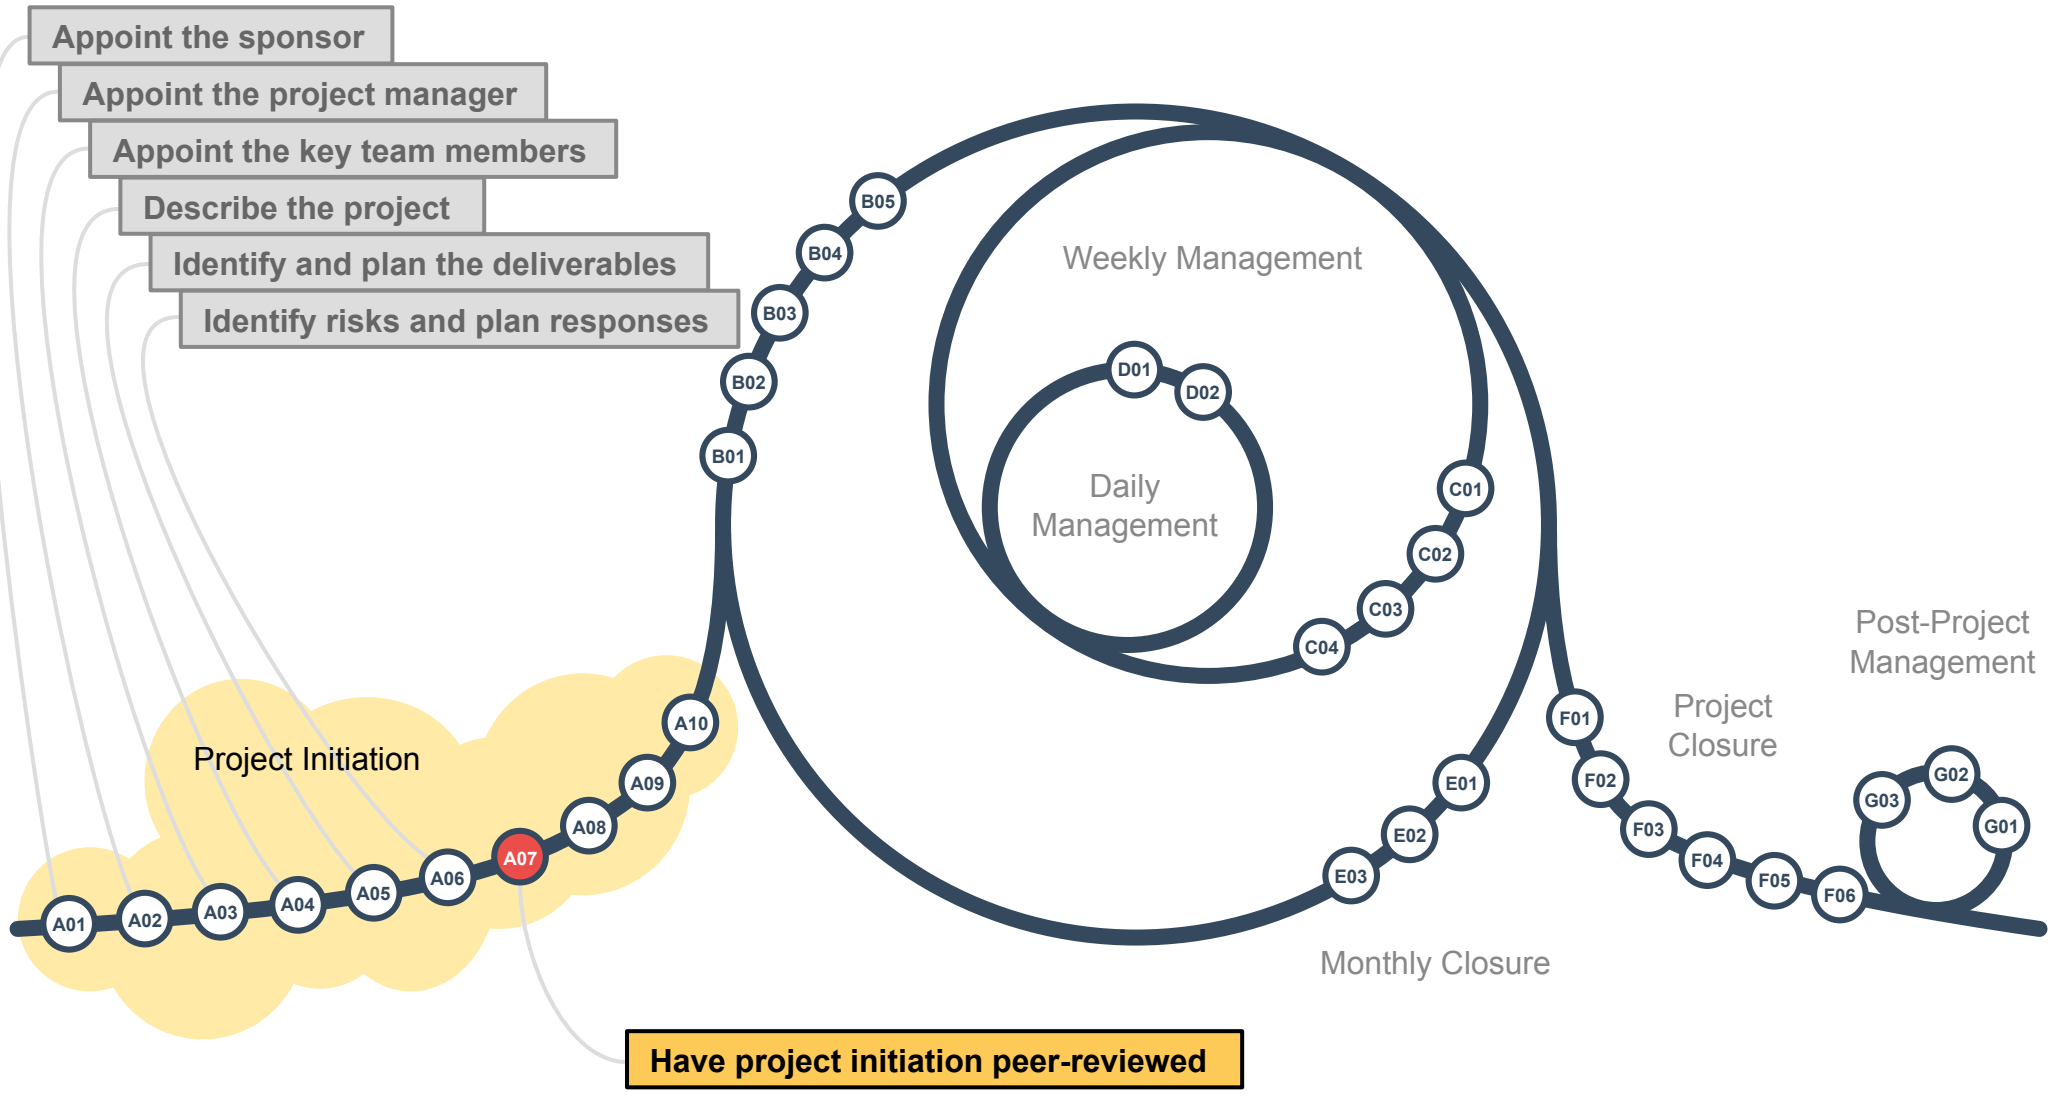 Appoint the sponsor
Appoint the project manager
Appoint the key team members
Describe the project
Identify and plan the deliverables
Identify risks and plan responses
B05
B04
B03
B02
B01
Weekly Management
D01
D02
Daily
Management
C01
C02
C03
C04
Project Initiation
A01
A02
A03
A04
A05
A06
A07
A08
A09
A10
E01
E02
E03
Monthly Closure
F01
F02
F03
F04
F05
F06
Project
Closure
Post-Project
Management
G03
G02
G01
Have project initiation peer-reviewed